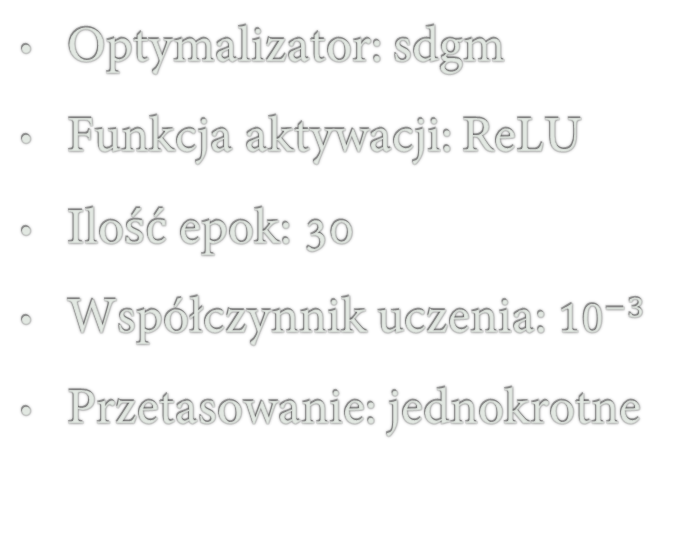 • Optymalizator: sdgm
• Funkcja aktywacji: ReLU
• Ilość epok: 30
• Współczynnik uczenia: 10⁻³
• Przetasowanie: jednokrotne